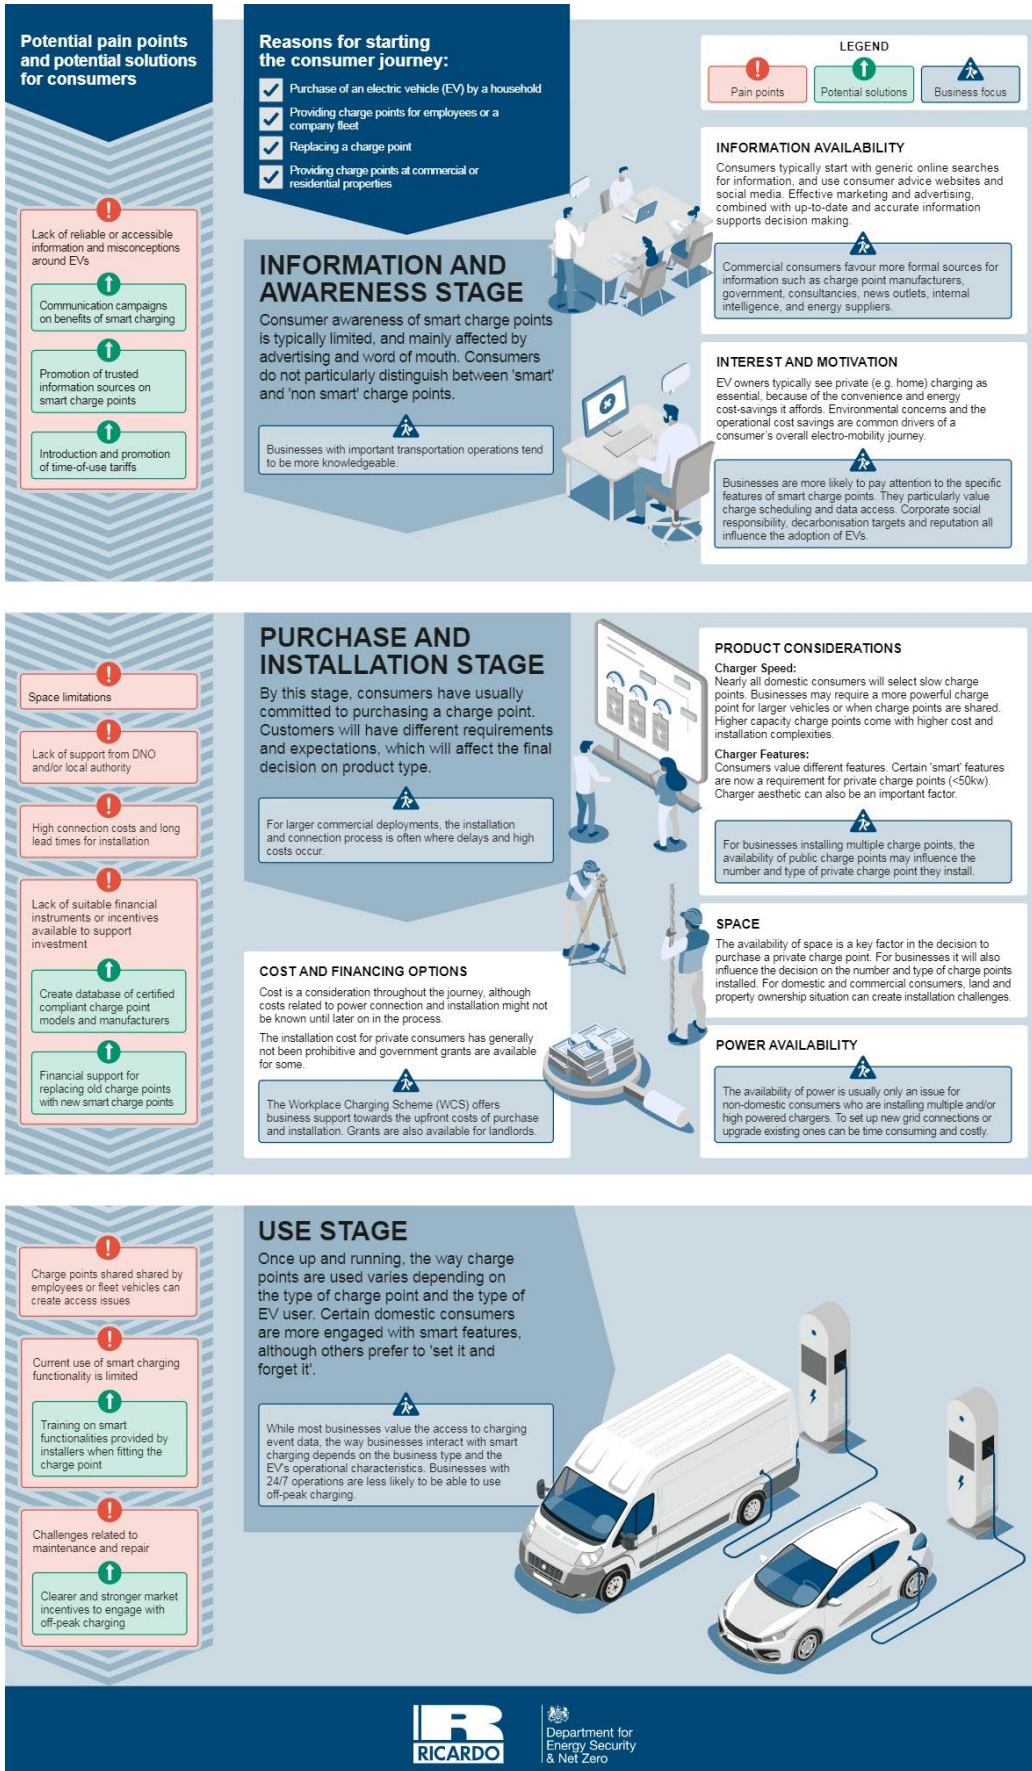 Potential pain points
and potential solutions
for consumers
Reasons for starting
the consumer journey:
Purchase of an electric vehicle (EV) by a household
Providing charge points for employees or a
company fleet
Replacing a charge point
Providing charge points at commercial or
residential properties
LEGEND
Pain points
Potential solutions
Business focus
Lack of reliable or accessible
information and misconceptions
around EVs
Communication campaigns
on benefits of smart charging
Promotion of trusted
information sources on
smart charge points
Introduction and promotion
of time-of-use tariffs
INFORMATION AND
AWARENESS STAGE
Consumer awareness of smart charge points
is typically limited, and mainly affected by
advertising and word of mouth. Consumers
do not particularly distinguish between 'smart'
and 'non smart' charge points.
Businesses with important transportation operations tend
to be more knowledgeable.
INFORMATION AVAILABILITY
Consumers typically start with generic online searches
for information, and use consumer advice websites and
social media. Effective marketing and advertising,
combined with up-to-date and accurate information
supports decision making.
Commercial consumers favour more formal sources for
information such as charge point manufacturers,
government, consultancies, news outlets, internal
intelligence, and energy suppliers.
INTEREST AND MOTIVATION
EV owners typically see private (e.g. home) charging as
essential, because of the convenience and energy
cost-savings it affords. Environmental concerns and the
operational cost savings are common drivers of a
consumer's overall electro-mobility journey.
Businesses are more likely to pay attention to the specific
features of smart charge points. They particularly value
charge scheduling and data access. Corporate social
responsibility, decarbonisation targets and reputation all
influence the adoption of EVs.
Space limitations
Lack of support from DNO
and/or local authority
High connection costs and long
lead times for installation
Lack of suitable financial
instruments or incentives
available to support
investment
Create database of certified
compliant charge point
models and manufacturers
Financial support for
replacing old charge points
with new smart charge points
PURCHASE AND
INSTALLATION STAGE
By this stage, consumers have usually
committed to purchasing a charge point.
Customers will have different requirements
and expectations, which will affect the final
decision on product type.
For larger commercial deployments, the installation
and connection process is often where delays and high
costs occur.
COST AND FINANCING OPTIONS
Cost is a consideration throughout the journey, although
costs related to power connection and installation might not
be known until later on in the process.
The installation cost for private consumers has generally
not been prohibitive and government grants are available
for some.
The Workplace Charging Scheme (WCS) offers
business support towards the upfront costs of purchase
and installation. Grants are also available for landlords.
PRODUCT CONSIDERATIONS
Charger Speed:
Nearly all domestic consumers will select slow charge
points. Businesses may require a more powerful charge
point for larger vehicles or when charge points are shared.
Higher capacity charge points come with higher cost and
installation complexities.
Charger Features:
Consumers value different features. Certain 'smart' features
are now a requirement for private charge points (<50kw).
Charger aesthetic can also be an important factor.
For businesses installing multiple charge points, the
availability of public charge points may influence the
number and type of private charge point they install.
SPACE
The availability of space is a key factor in the decision to
purchase a private charge point. For businesses it will also
influence the decision on the number and type of charge points
installed. For domestic and commercial consumers, land and
property ownership situation can create installation challenges.
POWER AVAILABILITY
The availability of power is usually only an issue for
non-domestic consumers who are installing multiple and/or
high powered chargers. To set up new grid connections or
upgrade existing ones can be time consuming and costly.
Charge points shared shared by
employees or fleet vehicles can
create access issues
Current use of smart charging
functionality is limited
Training on smart
functionalities provided by
installers when fitting the
charge point
Challenges related to
maintenance and repair
Clearer and stronger market
incentives to engage with
off-peak charging
USE STAGE
Once up and running, the way charge
points are used varies depending on
the type of charge point and the type of
EV user. Certain domestic consumers
are more engaged with smart features,
although others prefer to 'set it and
forget it'.
While most businesses value the access to charging
event data, the way businesses interact with smart
charging depends on the business type and the
EV's operational characteristics. Businesses with
24/7 operations are less likely to be able to use
off-peak charging.
R
RICARDO
Department for
Energy Security
& Net Zero